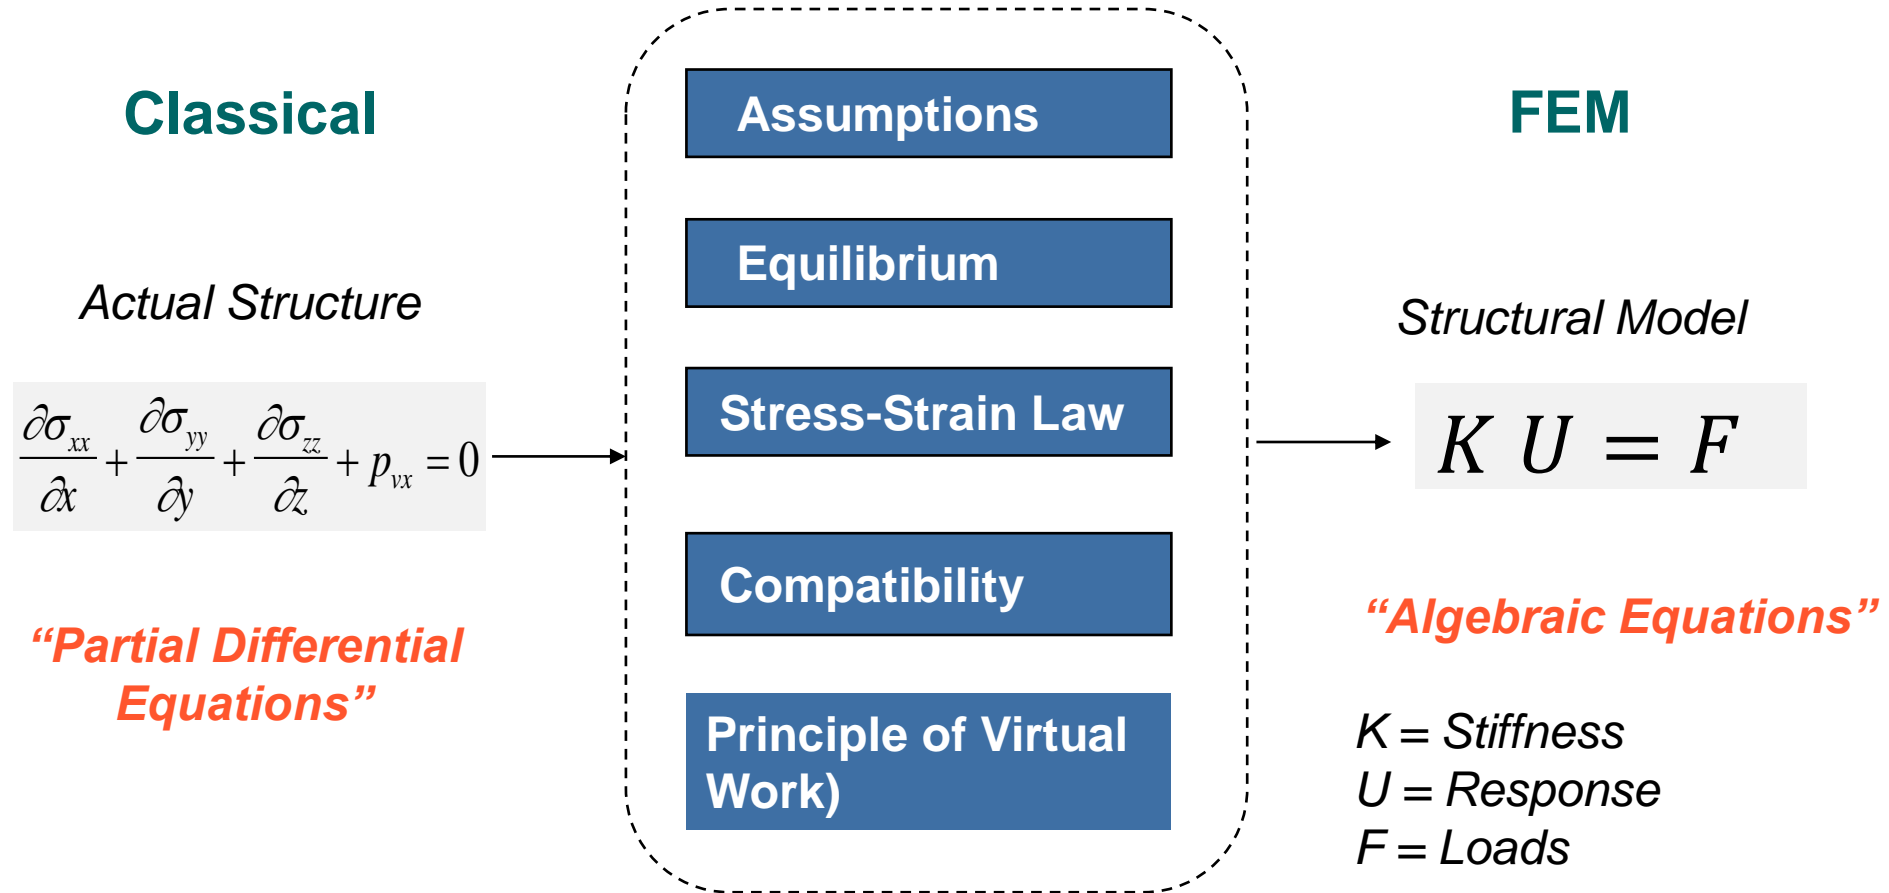 Classical
Actual Structure
∂σxx/∂x + ∂σyy/∂y + ∂σzz/∂z + pvx = 0
“Partial Differential
Equations”
Assumptions
Equilibrium
Stress-Strain Law
Compatibility
Principle of Virtual
Work)
FEM
Structural Model
K U = F
“Algebraic Equations”
K = Stiffness
U = Response
F = Loads